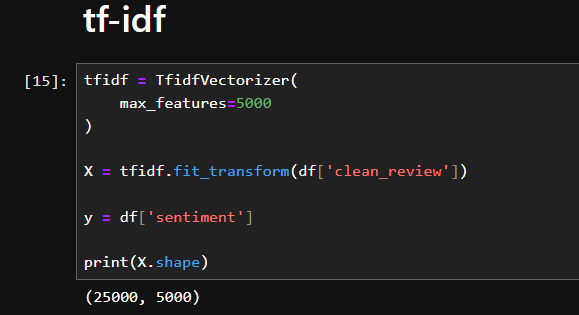 tf-idf
[15]:
tfidf = TfidfVectorizer(
    max_features=5000
)
X = tfidf.fit_transform(df['clean_review'])
y = df['sentiment']
print(X.shape)
(25000, 5000)